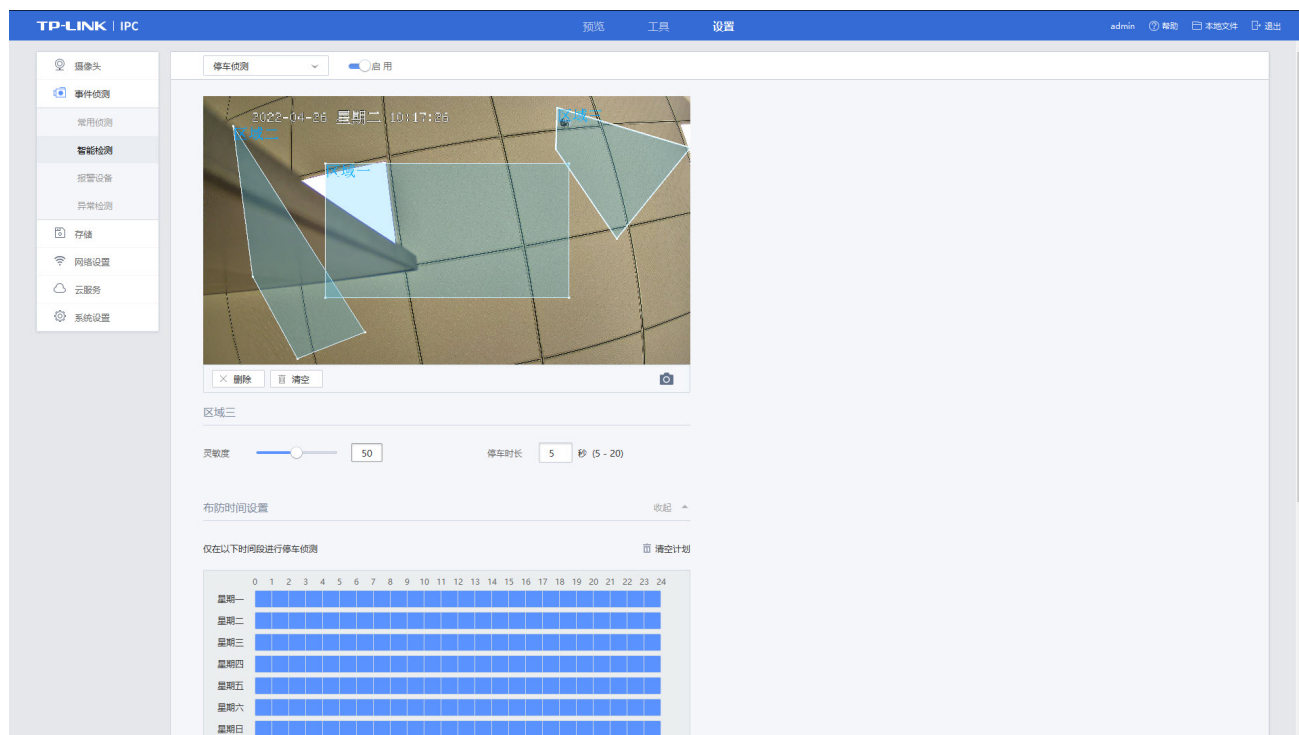 TP-LINK | IPC 预览 工具 设置 admin 帮助 本地文件 退出
摄像头
事件侦测
常用侦测
智能检测
报警设备
异常检测
存储
网络设置
云服务
系统设置
停车侦测 启用
2022-04-26 星期二 10:17:26
区域二
区域一
删除 清空
区域三
灵敏度 50 停车时长 5 秒 (5 - 20)
布防时间设置 收起
仅在以下时间段进行停车侦测 清空计划
0 1 2 3 4 5 6 7 8 9 10 11 12 13 14 15 16 17 18 19 20 21 22 23 24
星期一
星期二
星期三
星期四
星期五
星期六
星期日